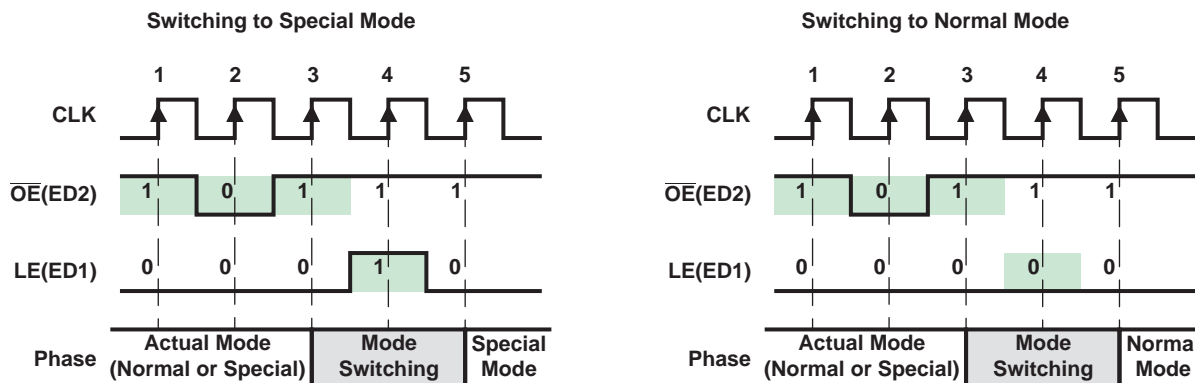 Switching to Special Mode
1 2 3 4 5
CLK
OE(ED2) 1 0 1 1 1
LE(ED1) 0 0 0 1 0
Phase
Actual Mode
(Normal or Special)
Mode
Switching
Special
Mode
Switching to Normal Mode
1 2 3 4 5
CLK
OE(ED2) 1 0 1 1 1
LE(ED1) 0 0 0 0 0
Phase
Actual Mode
(Normal or Special)
Mode
Switching
Normal
Mode